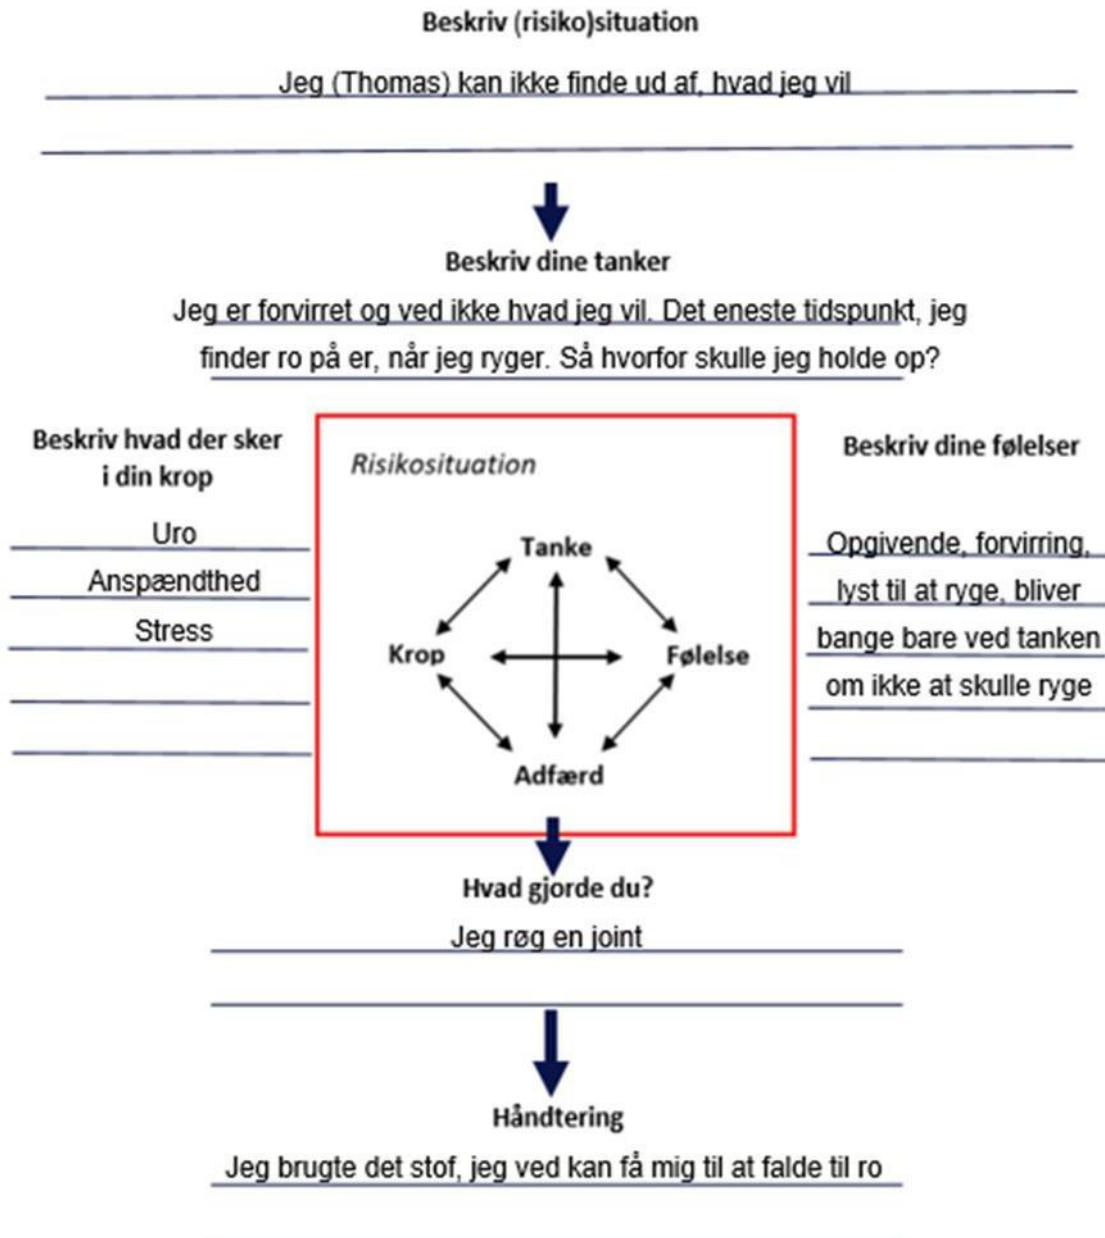 Beskriv (risiko)situation
Jeg (Thomas) kan ikke finde ud af, hvad jeg vil
Beskriv dine tanker
Jeg er forvirret og ved ikke hvad jeg vil. Det eneste tidspunkt, jeg
finder ro på er, når jeg ryger. Så hvorfor skulle jeg holde op?
Beskriv hvad der sker
i din krop
Uro
Anspændthed
Stress
Risikosituation
Tanke
Krop
Følelse
Adfærd
Beskriv dine følelser
Opgivende, forvirring,
lyst til at ryge, bliver
bange bare ved tanken
om ikke at skulle ryge
Hvad gjorde du?
Jeg røg en joint
Håndtering
Jeg brugte det stof, jeg ved kan få mig til at falde til ro